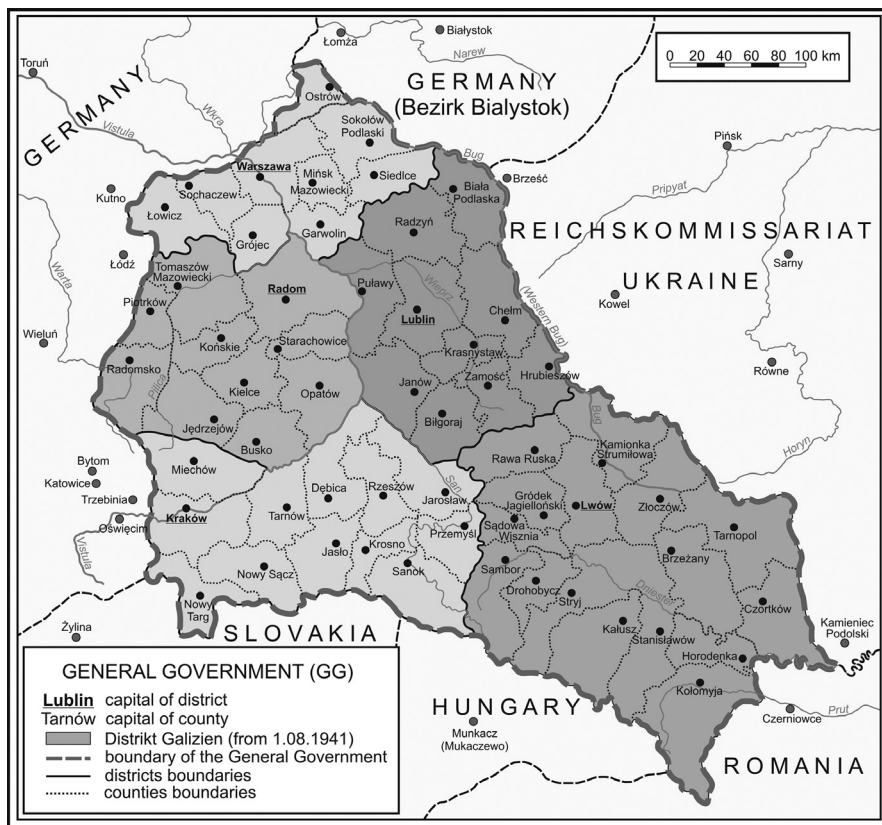 Łomża
Białystok
Narew
Toruń
GERMANY
Wkra
Vistula
GERMANY
(Bezirk Bialystok)
0 20 40 60 80 100 km
Ostrów
Sokołów
Podlaski
Bug
Pińsk
Pripyat
Kutno
Sochaczew
Warszawa
Mińsk
Mazowiecki
Siedlce
Biała
Podlaska
Brześć
Łowicz
Grójec
Garwolin
Radzyń
REICHSKOMMISSARIAT
UKRAINE
Sarny
Łódź
Warta
Tomaszów
Mazowiecki
Piotrków
Radom
Puławy
Wieprz
Lublin
Chełm
(Western Bug)
Kowel
Wieluń
Radomsko
Końskie
Starachowice
Krasnystaw
Zamość
Hrubieszów
Równe
Pilica
Kielce
Opatów
Janów
Biłgoraj
Jędrzejów
Busko
Bug
Horyn
Bytom
Katowice
Trzebinia
Oświęcim
Vistula
Miechów
Kraków
Tarnów
Dębica
Rzeszów
San
Jarosław
Przemyśl
Rawa Ruska
Kamionka
Strumiłowa
Gródek
Jagielloński
Lwów
Złoczów
Sądowa
Wisznia
Tarnopol
Nowy Sącz
Jasło
Krosno
Sanok
Sambor
Drohobycz
Stryj
Dniester
Brzeżany
Nowy
Targ
Kałusz
Stanisławów
Czortków
Żylina
SLOVAKIA
Horodenka
Kamieniec
Podolski
Kołomyja
HUNGARY
Munkacz
(Mukaczewo)
Czerniowce
Prut
ROMANIA
GENERAL GOVERNMENT (GG)
Lublin capital of district
Tarnów capital of county
Distrikt Galizien (from 1.08.1941)
boundary of the General Government
districts boundaries
counties boundaries